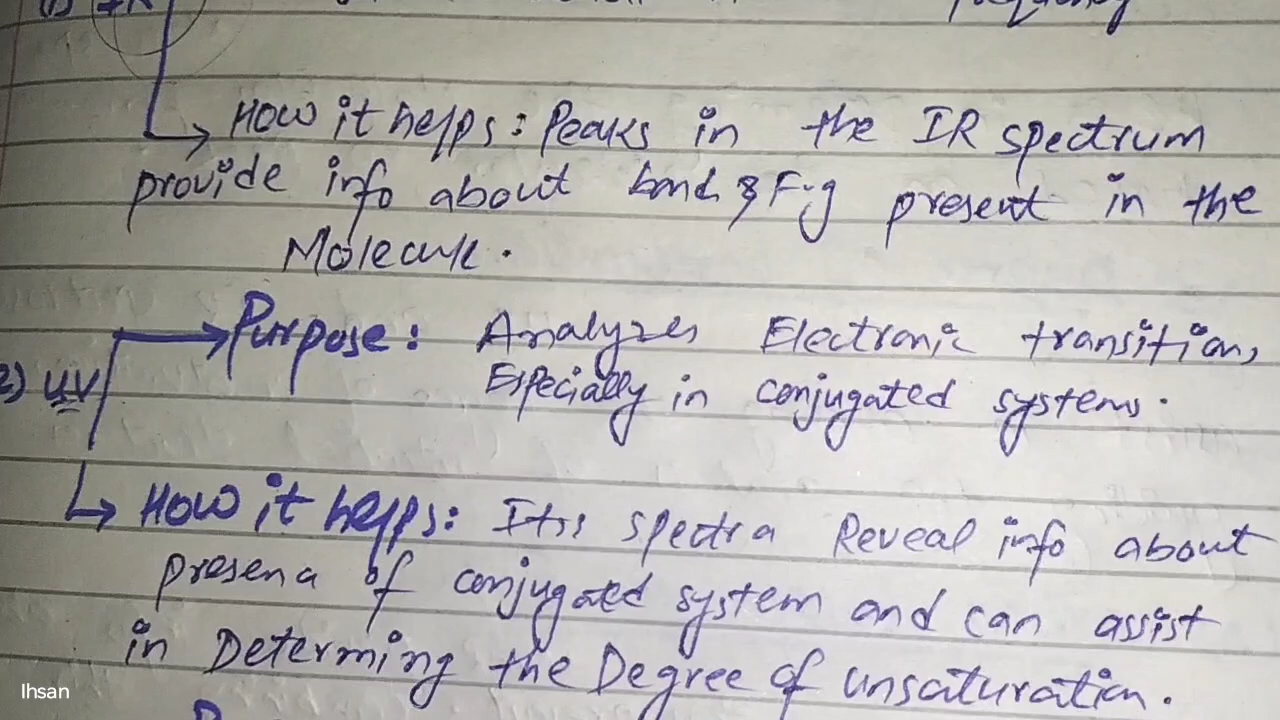 frequency
How it helps: Peaks in the IR spectrum
provide info about bond & F.g present in the
Molecule.
Purpose: Analyzes Electronic transition,
2) UV
Especially in conjugated systems.
How it helps: Its spectra Reveal info about
presence of conjugated system and can assist
in Determing the Degree of unsaturation.
Ihsan